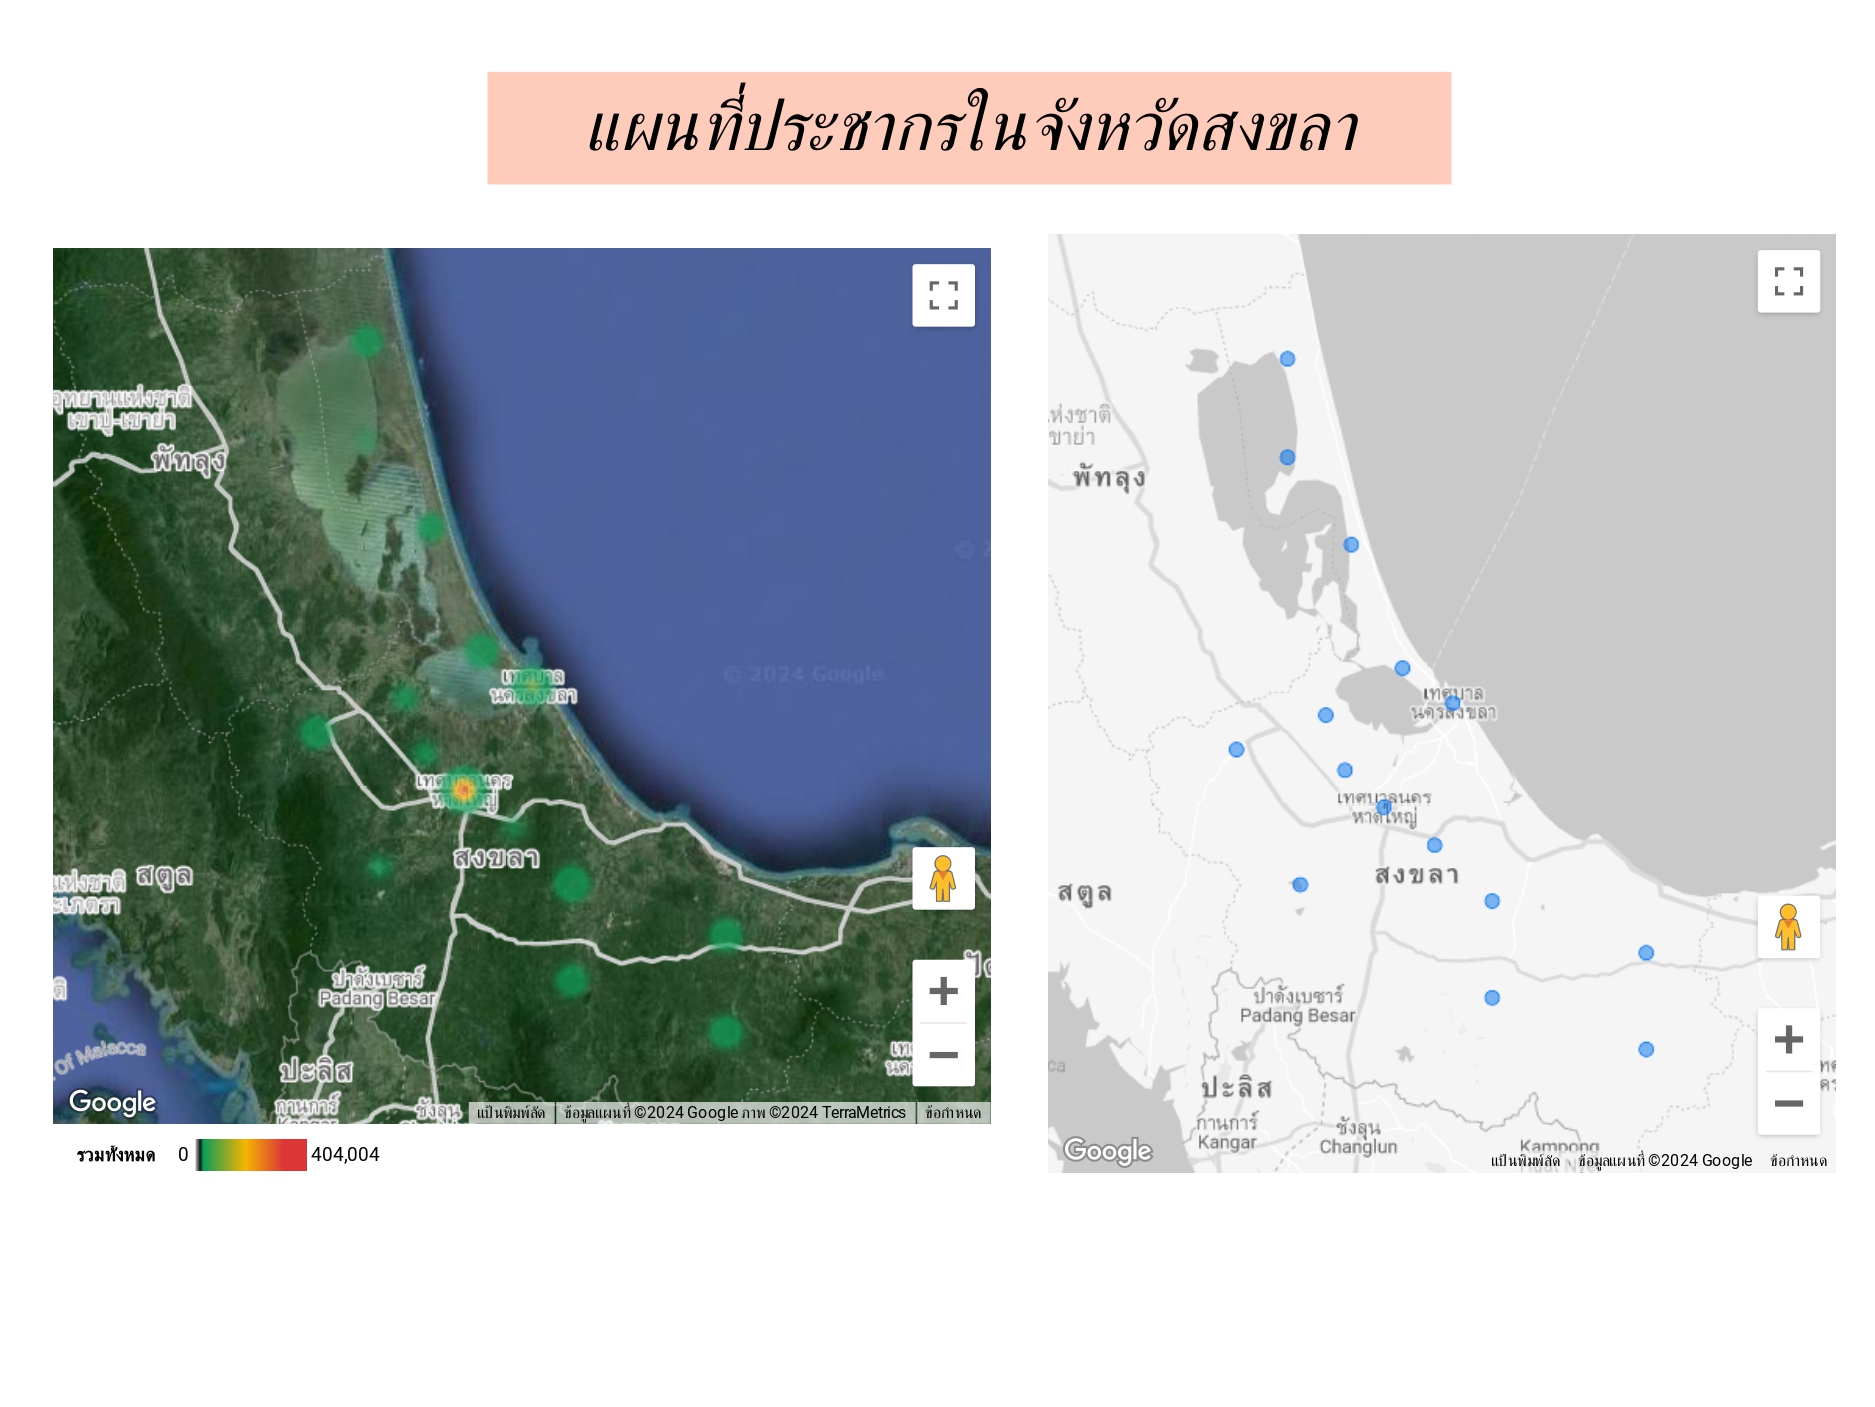 แผนที่ประชากรในจังหวัดสงขลา
อุทยานแห่งชาติ
เขาปู่-เขาย่า
พัทลุง
© 2024 Google
เทศบาล
นครสงขลา
เทศบาลนคร
หาดใหญ่
สงขลา
สตูล
แห่งชาติ
ะเภตรา
ปาดังเบซาร์
Padang Besar
Of Malacca
ปะลิส
กานการ์
Kangar
ชังลุน
Google
แป้นพิมพ์ลัด
ข้อมูลแผนที่ ©2024 Google ภาพ ©2024 TerraMetrics
ข้อกำหนด
รวมทั้งหมด 0 404,004
ห่งชาติ
ขาย่า
พัทลุง
เทศบาล
นครสงขลา
เทศบาลนคร
หาดใหญ่
สงขลา
สตูล
ปาดังเบซาร์
Padang Besar
ca
ปะลิส
กานการ์
Kangar
ชังลุน
Changlun
Kampong
Google
แป้นพิมพ์ลัด
ข้อมูลแผนที่ ©2024 Google
ข้อกำหนด